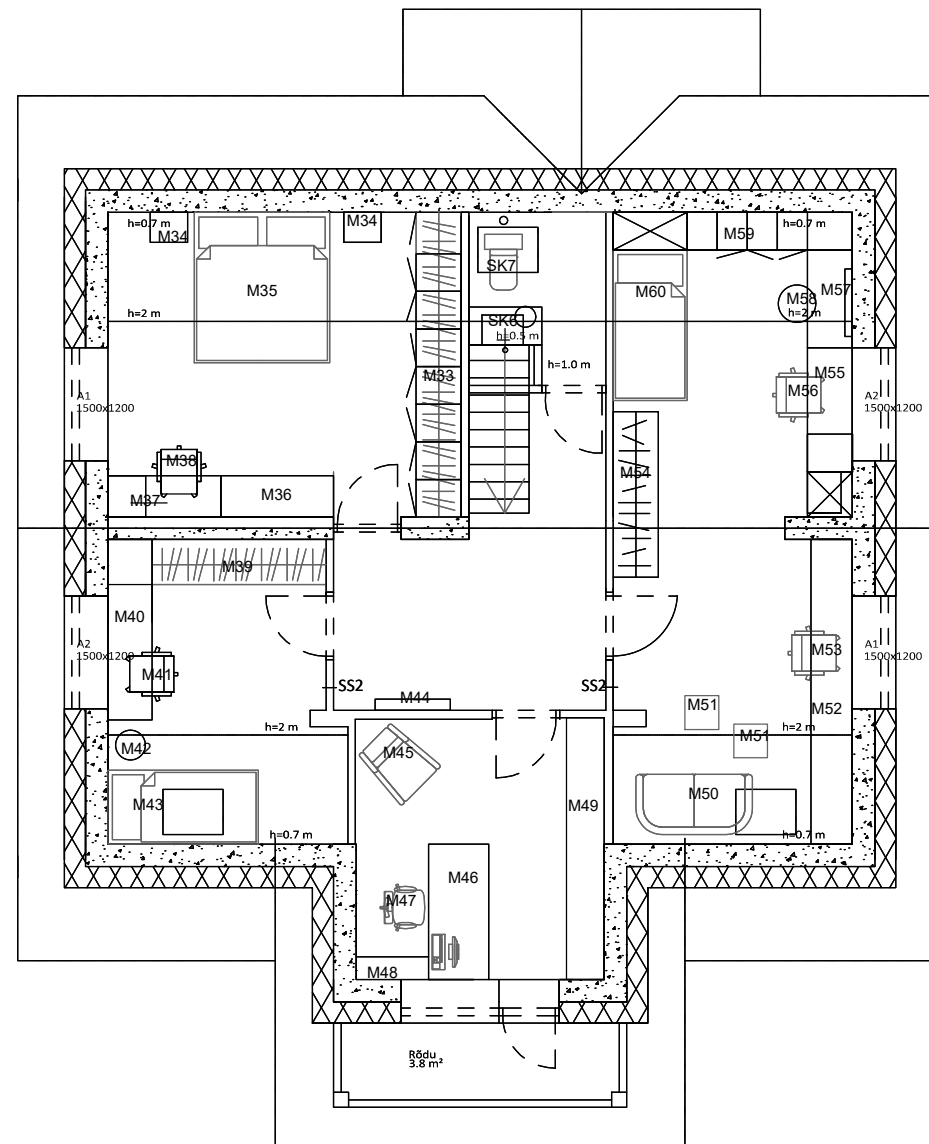 h=0.7 m
M34
M34
M35
h=2 m
SK7
SK6
h=0.5 m
h=1.0 m
M59
h=0.7 m
M60
M57
M58
h=2 m
M33
M55
M56
A1
1500x1200
A2
1500x1200
M38
M37
M36
M54
M39
M40
A2
1500x1200
M41
M53
A1
1500x1200
SS2
SS2
M44
M51
M52
h=2 m
M42
M45
M51
h=2 m
M43
M50
M49
h=0.7 m
h=0.7 m
M46
M47
M48
Rõdu
3.8 m²